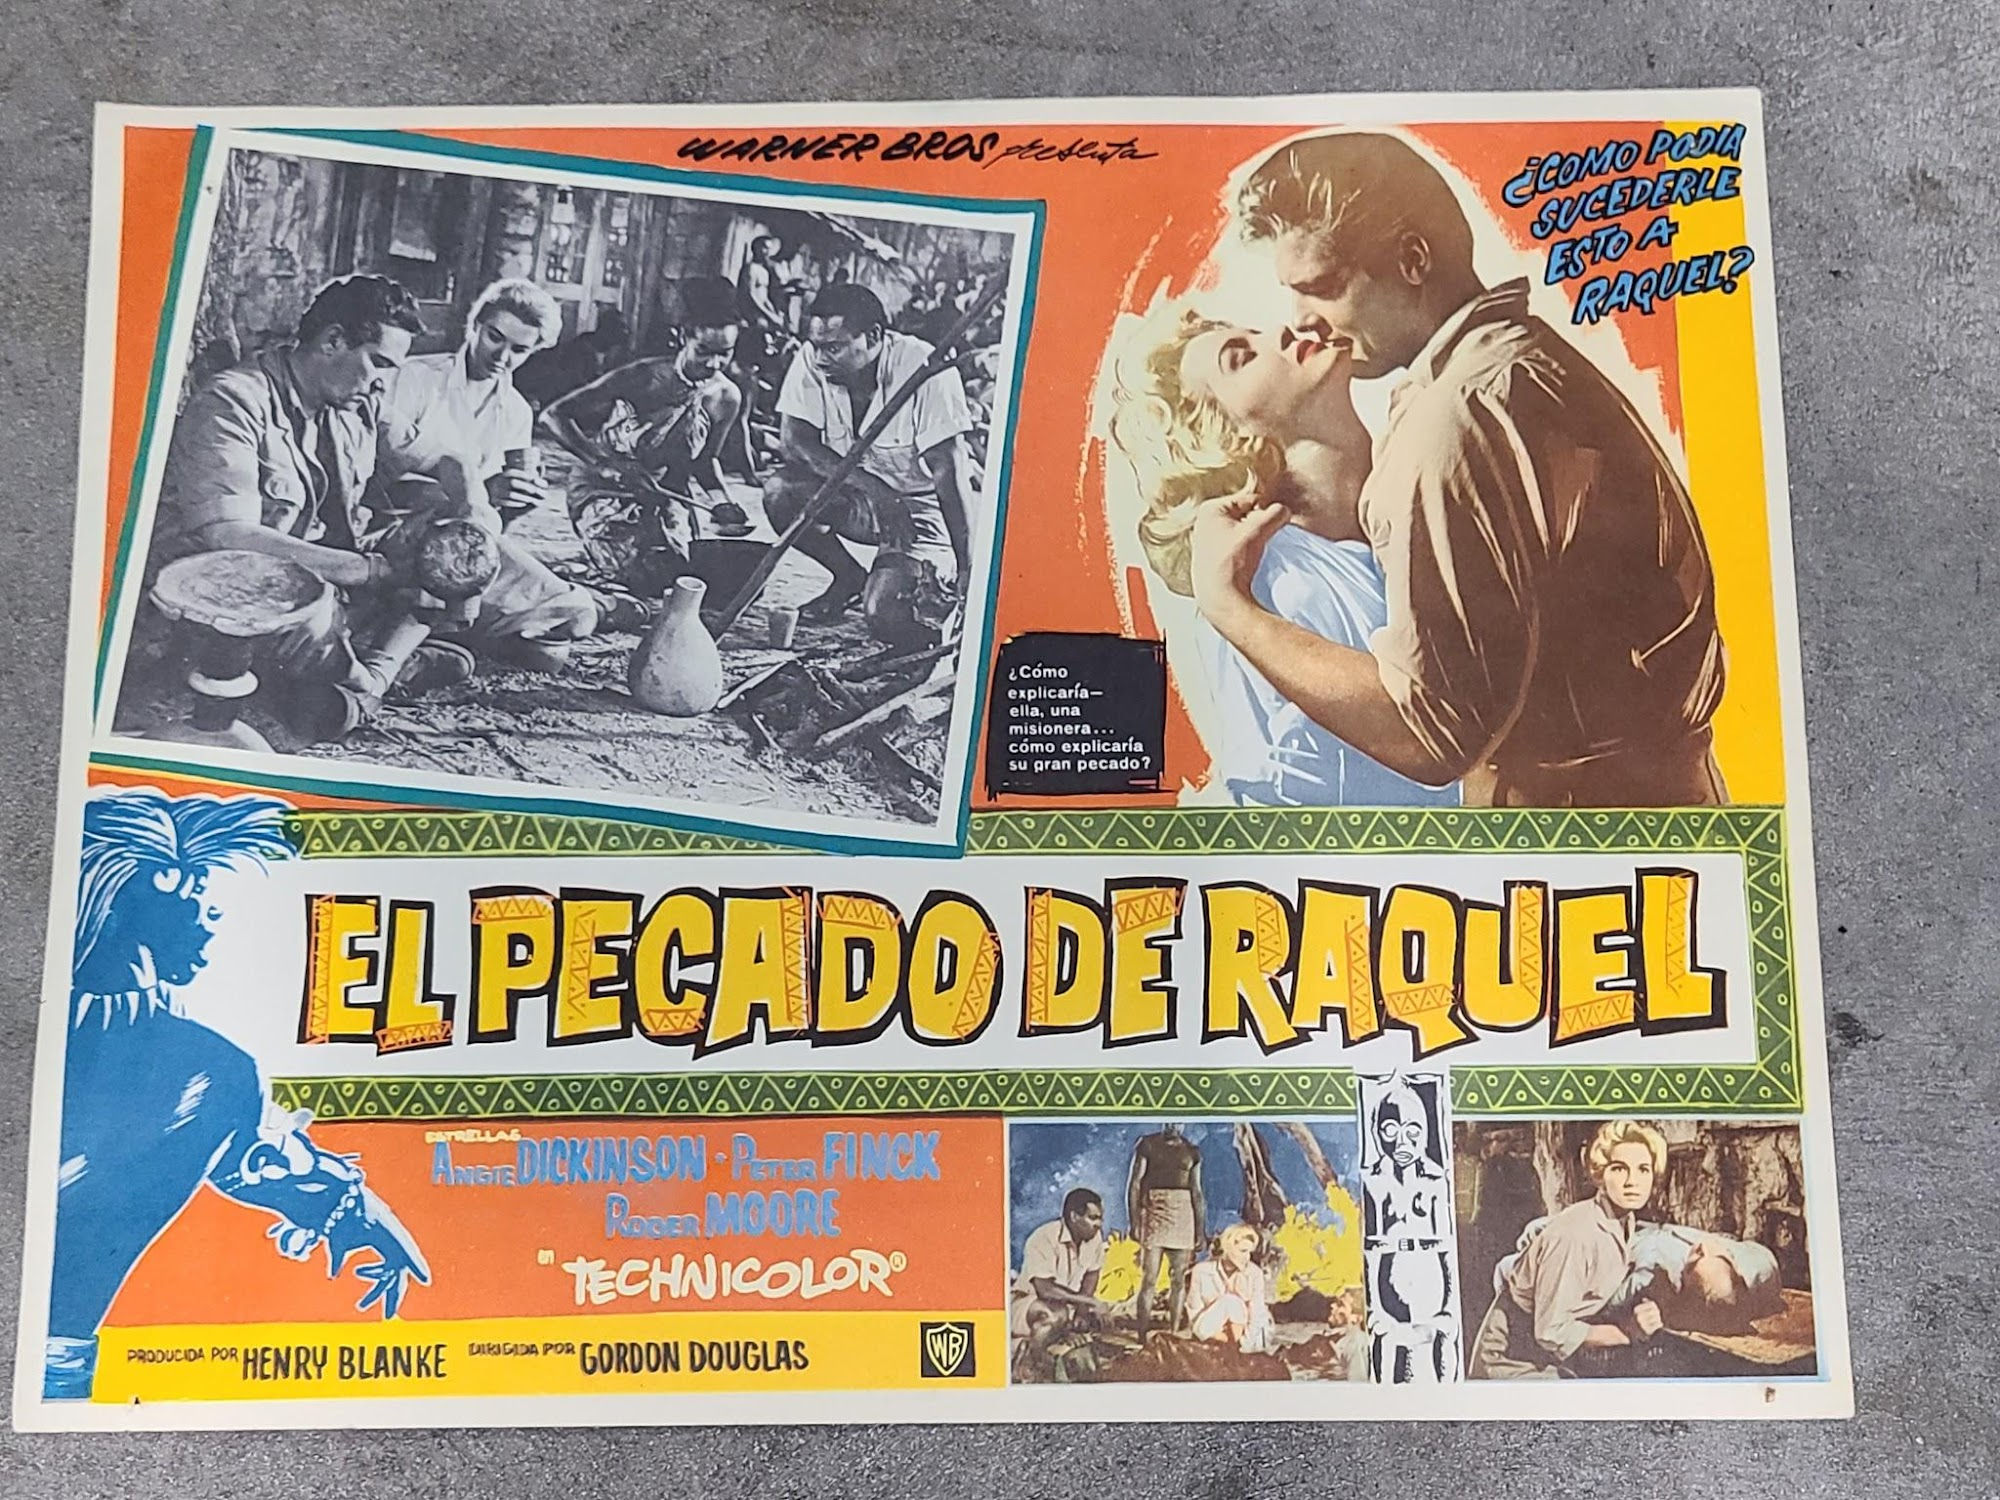 WARNER BROS presenta
¿COMO PODIA
SUCEDERLE
ESTO A
RAQUEL?
¿Cómo
explicaría—
ella, una
misionera...
cómo explicaría
su gran pecado?
EL PECADO DE RAQUEL
ESTRELLAS
ANGIE DICKINSON · PETER FINCK
ROGER MOORE
en TECHNICOLOR®
PRODUCIDA POR HENRY BLANKE DIRIGIDA POR GORDON DOUGLAS
WB